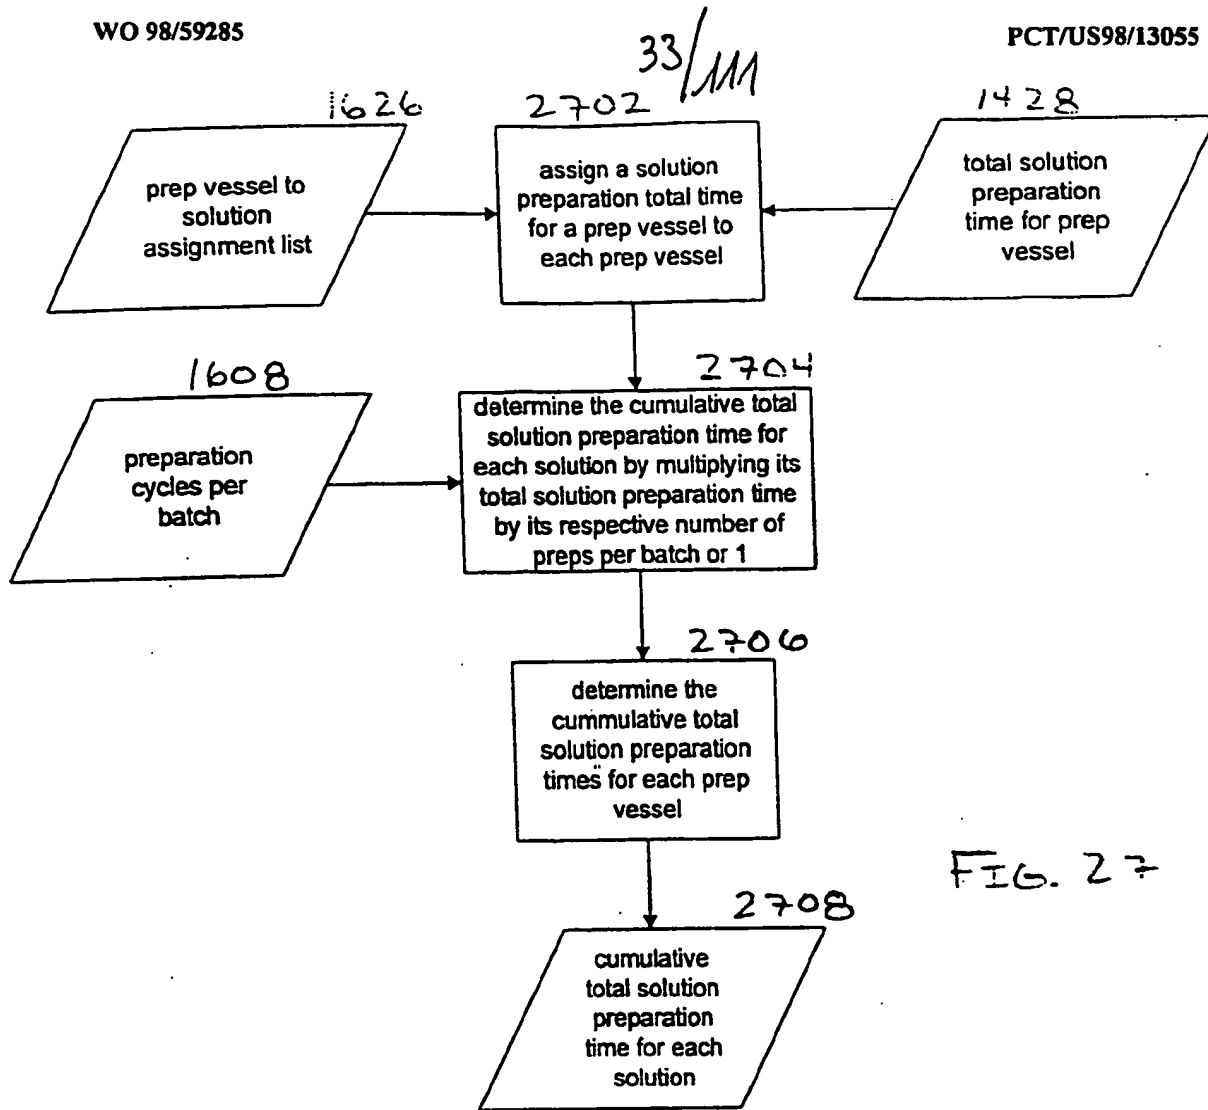 WO 98/59285
33/111
PCT/US98/13055
1626
2702
1428
prep vessel to
solution
assignment list
assign a solution
preparation total time
for a prep vessel to
each prep vessel
total solution
preparation
time for prep
vessel
1608
2704
preparation
cycles per
batch
determine the cumulative total
solution preparation time for
each solution by multiplying its
total solution preparation time
by its respective number of
preps per batch or 1
2706
determine the
cummulative total
solution preparation
times for each prep
vessel
FIG. 27
2708
cumulative
total solution
preparation
time for each
solution